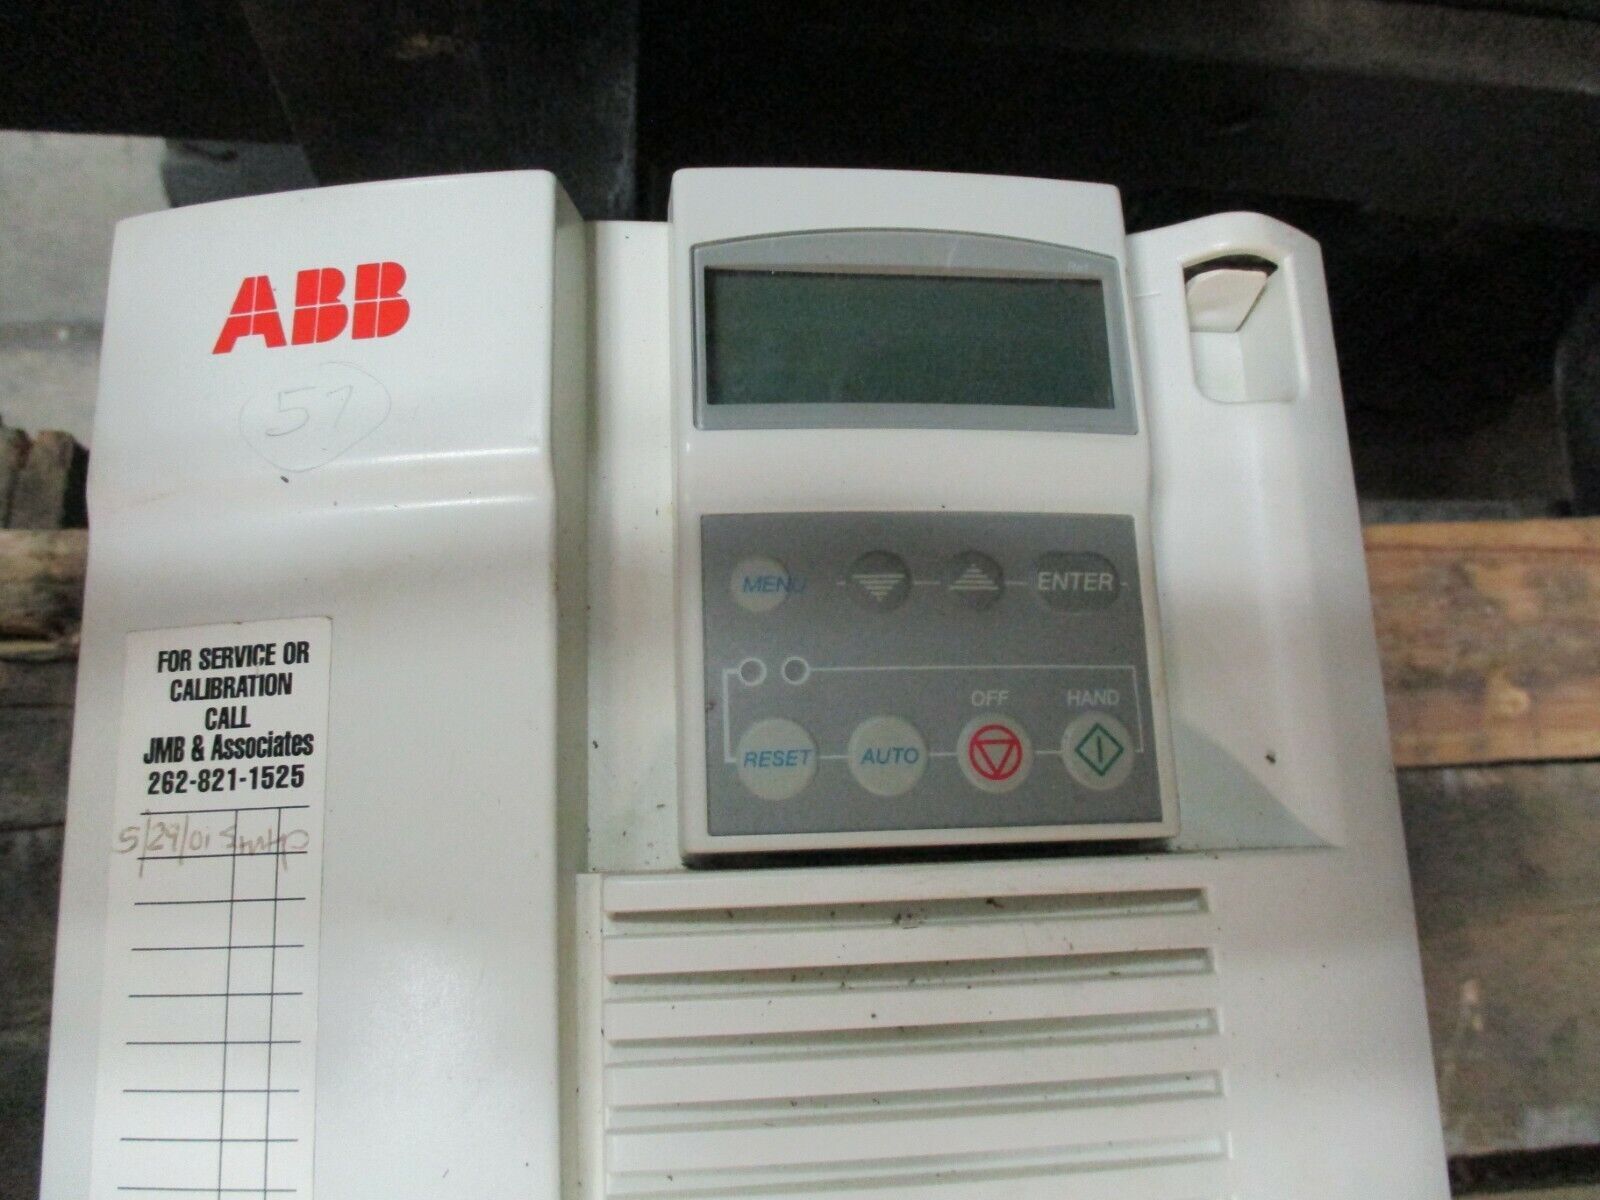 ABB
57
MENU
ENTER
OFF
HAND
RESET
AUTO
FOR SERVICE OR
CALIBRATION
CALL
JMB & Associates
262-821-1525
5/29/01